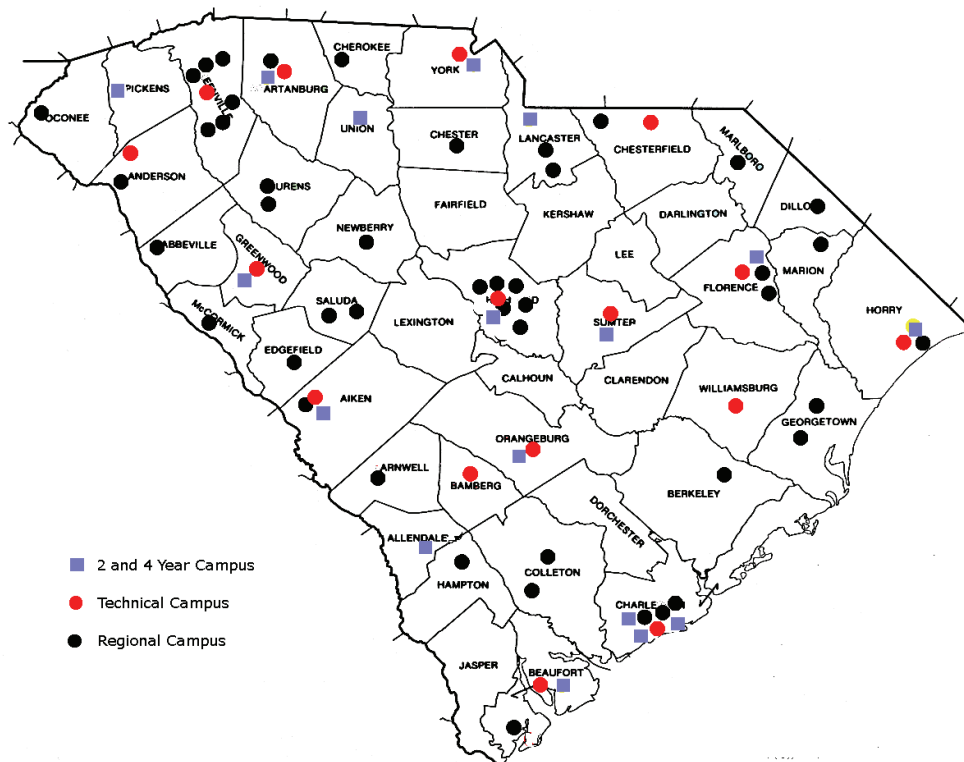 CHEROKEE
YORK
PICKENS
ARTANBURG
OCONEE
UNION
CHESTER
LANCASTER
CHESTERFIELD
MARLBORO
ANDERSON
URENS
FAIRFIELD
KERSHAW
DARLINGTON
DILLO
NEWBERRY
ABBEVILLE
GREENWOOD
LEE
MARION
FLORENCE
SALUDA
HORRY
McCORMICK
LEXINGTON
SUMTER
EDGEFIELD
CALHOUN
CLARENDON
WILLIAMSBURG
AIKEN
GEORGETOWN
ORANGEBURG
ARNWELL
BAMBERG
BERKELEY
DORCHESTER
ALLENDALE
2 and 4 Year Campus
HAMPTON
COLLETON
Technical Campus
CHARLE
Regional Campus
JASPER
BEAUFORT